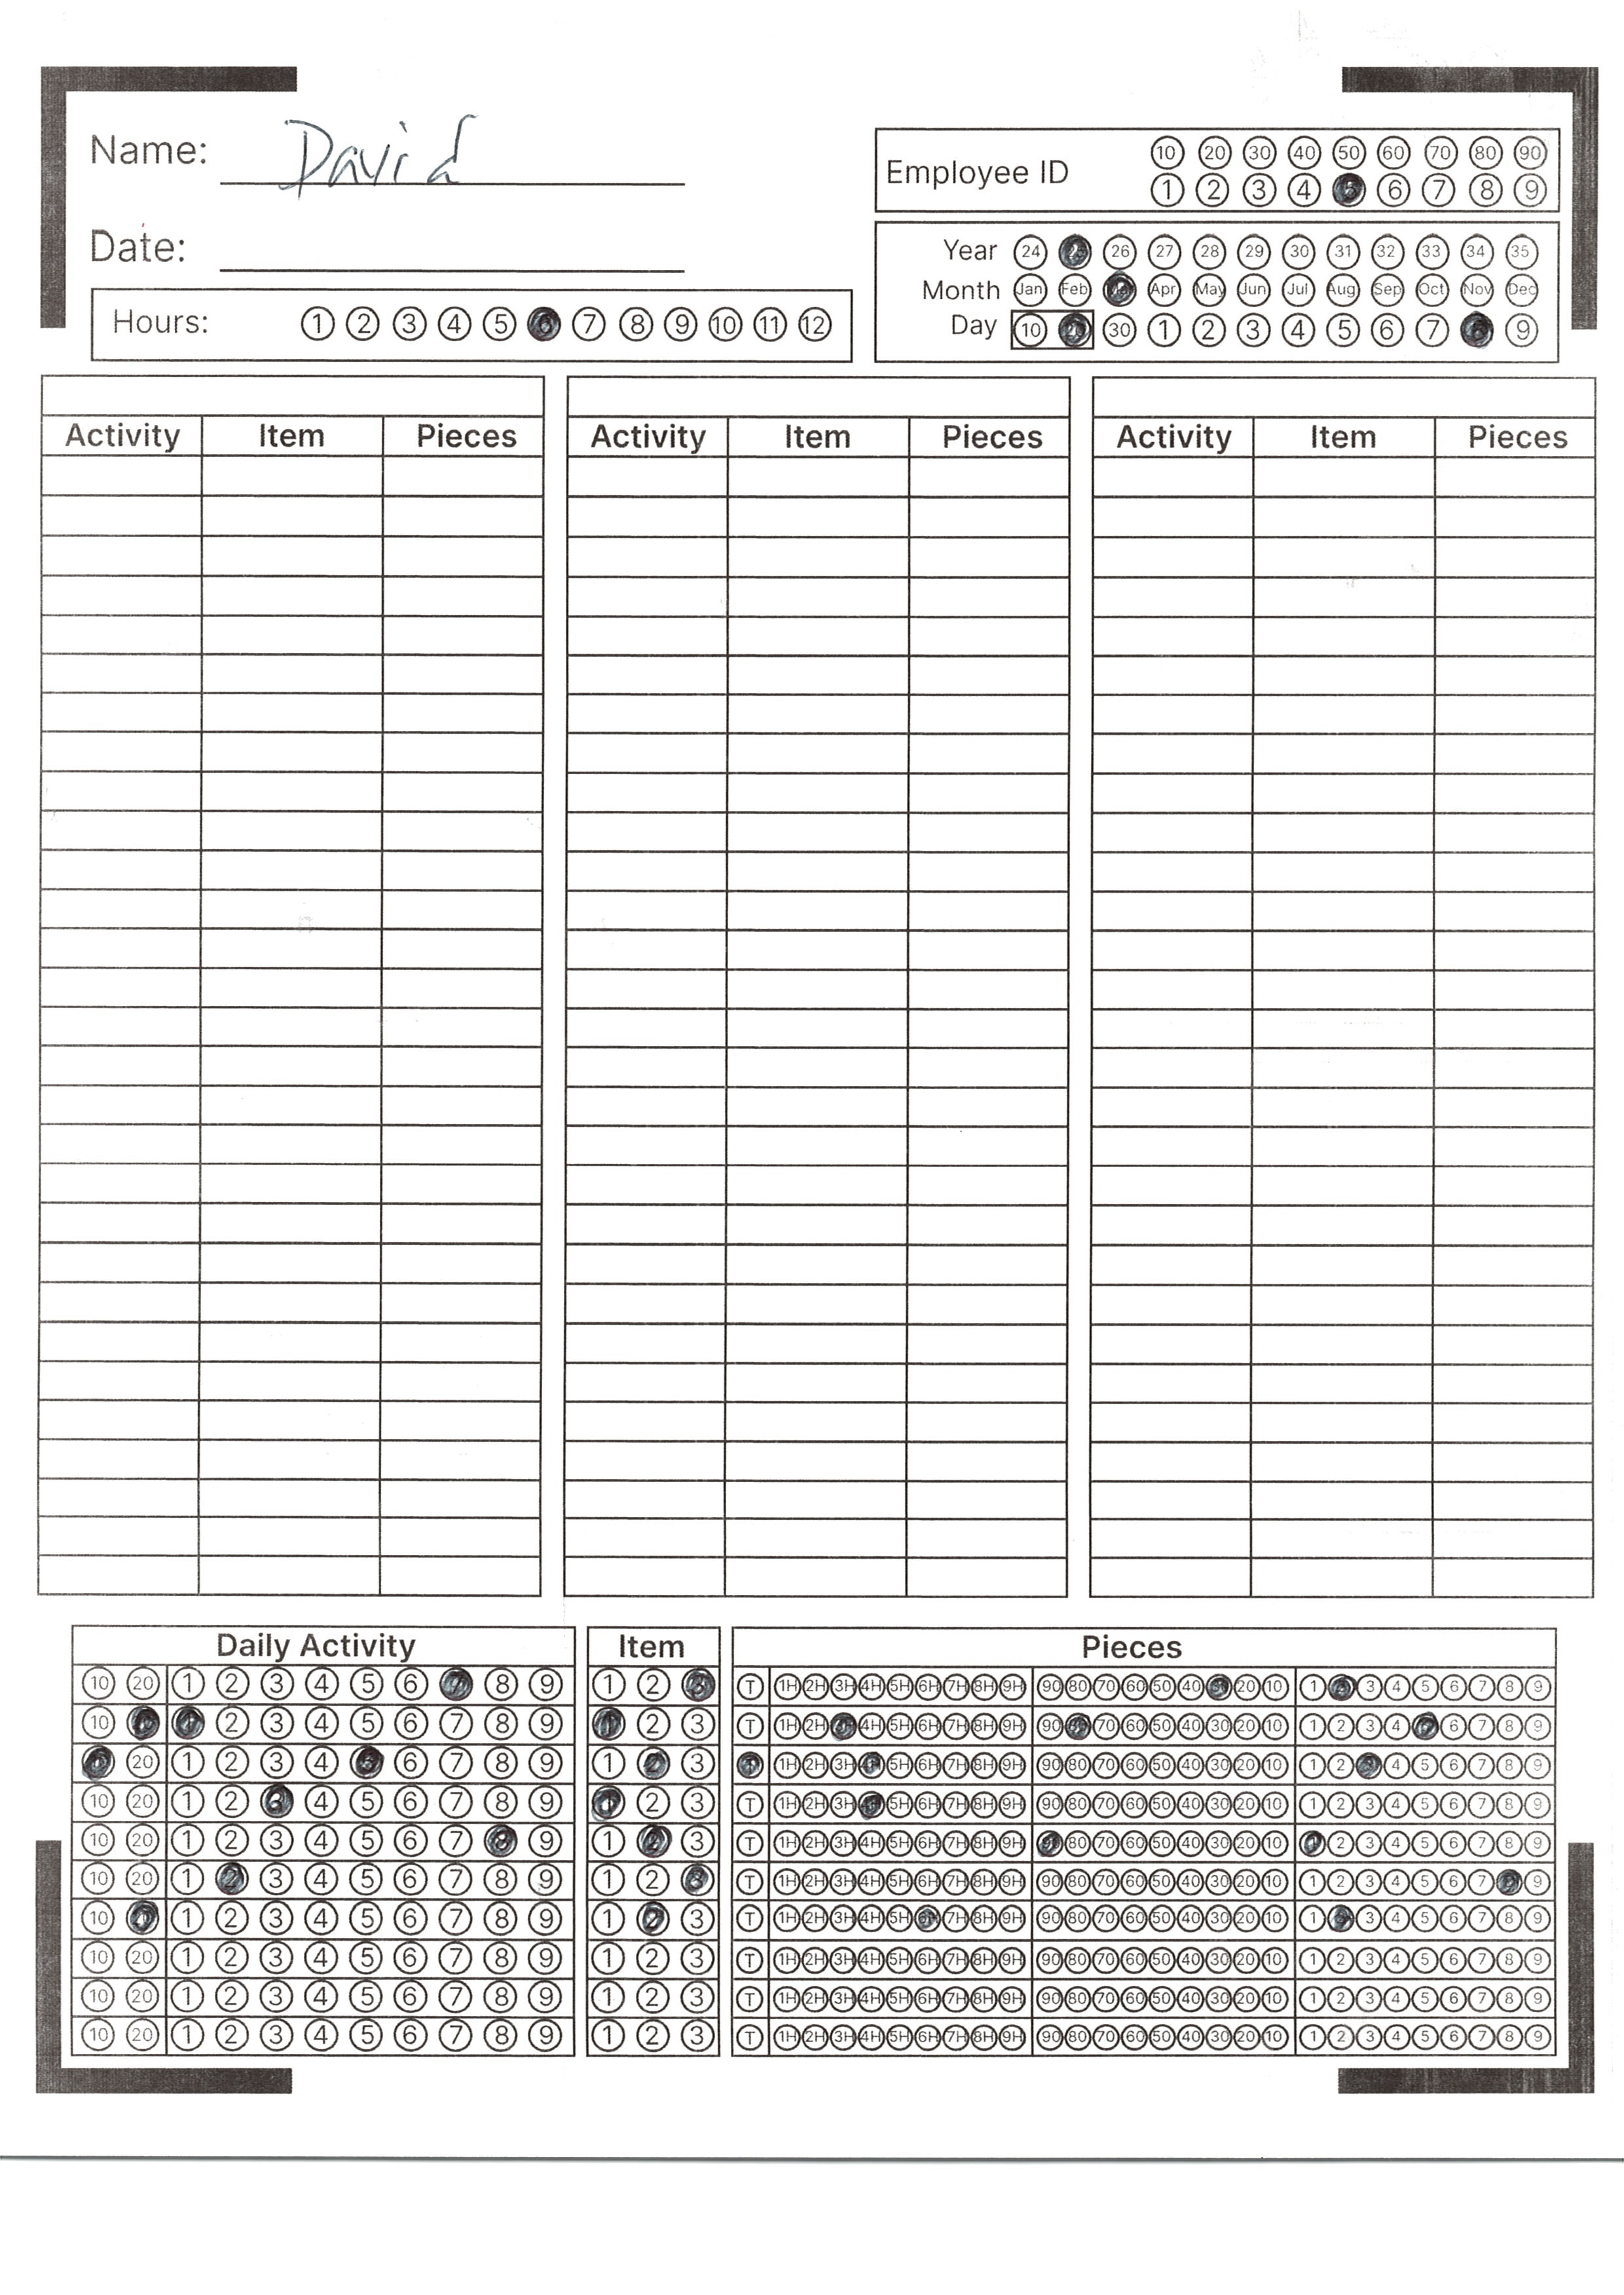 Name: David
Employee ID
10 20 30 40 50 60 70 80 90
1 2 3 4 5 6 7 8 9
Date:
Year 24 26 27 28 29 30 31 32 33 34 35
Month Jan Feb Apr May Jun Jul Aug Sep Oct Nov Dec
Day 10 20 30 1 2 3 4 5 6 7 9
Hours: 1 2 3 4 5 6 7 8 9 10 11 12
Activity Item Pieces Activity Item Pieces Activity Item Pieces
Daily Activity Item Pieces
10 20 1 2 3 4 5 6 7 8 9 1 2 3 T 1H 2H 3H 4H 5H 6H 7H 8H 9H 90 80 70 60 50 40 20 10 1 3 4 5 6 7 8 9
10 2 3 4 5 6 7 8 9 2 3 T 1H 2H 4H 5H 6H 7H 8H 9H 90 70 60 50 40 30 20 10 1 2 3 4 6 7 8 9
20 1 2 3 4 6 7 8 9 1 2 3 1H 2H 3H 5H 6H 7H 8H 9H 90 80 70 60 50 40 30 20 10 1 2 4 5 6 7 8 9
10 20 1 2 3 4 5 6 7 8 9 2 3 T 1H 2H 3H 5H 6H 7H 8H 9H 90 80 70 60 50 40 30 20 10 1 2 3 4 5 6 7 8 9
10 20 1 2 3 4 5 6 7 8 9 1 2 3 T 1H 2H 3H 4H 5H 6H 7H 8H 9H 80 70 60 50 40 30 20 10 2 3 4 5 6 7 8 9
10 20 1 2 3 4 5 6 7 8 9 1 2 3 T 1H 2H 3H 4H 5H 6H 7H 8H 9H 90 80 70 60 50 40 30 20 10 1 2 3 4 5 6 7 9
10 1 2 3 4 5 6 7 8 9 1 2 3 T 1H 2H 3H 4H 5H 6H 7H 8H 9H 90 80 70 60 50 40 30 20 10 1 3 4 5 6 7 8 9
10 20 1 2 3 4 5 6 7 8 9 1 2 3 T 1H 2H 3H 4H 5H 6H 7H 8H 9H 90 80 70 60 50 40 30 20 10 1 2 3 4 5 6 7 8 9
10 20 1 2 3 4 5 6 7 8 9 1 2 3 T 1H 2H 3H 4H 5H 6H 7H 8H 9H 90 80 70 60 50 40 30 20 10 1 2 3 4 5 6 7 8 9
10 20 1 2 3 4 5 6 7 8 9 1 2 3 T 1H 2H 3H 4H 5H 6H 7H 8H 9H 90 80 70 60 50 40 30 20 10 1 2 3 4 5 6 7 8 9